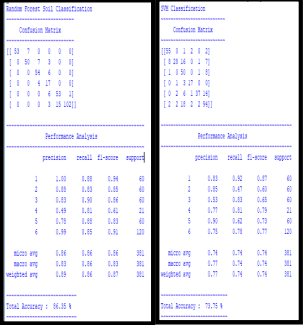 Random Forest Soil Classification
Confusion Matrix
[[ 53 7 0 0 0 0]
[ 0 50 7 3 0 0]
[ 0 0 54 6 0 0]
[ 0 0 4 17 0 0]
[ 0 0 0 6 53 1]
[ 0 0 0 3 15 102]]
Performance Analysis
precision recall f1-score support
1 1.00 0.88 0.94 60
2 0.88 0.83 0.85 60
3 0.83 0.90 0.86 60
4 0.49 0.81 0.61 21
5 0.78 0.88 0.83 60
6 0.99 0.85 0.91 120
micro avg 0.86 0.86 0.86 381
macro avg 0.83 0.86 0.83 381
weighted avg 0.89 0.86 0.87 381
Total Accuracy : 86.35 %
SVM Classification
Confusion Matrix
[[55 0 1 2 0 2]
[ 8 28 16 0 1 7]
[ 1 0 50 0 1 8]
[ 0 1 3 17 0 0]
[ 0 2 6 1 37 14]
[ 2 2 18 2 2 94]]
Performance Analysis
precision recall f1-score support
1 0.83 0.92 0.87 60
2 0.85 0.47 0.60 60
3 0.53 0.83 0.65 60
4 0.77 0.81 0.79 21
5 0.90 0.62 0.73 60
6 0.75 0.78 0.77 120
micro avg 0.74 0.74 0.74 381
macro avg 0.77 0.74 0.74 381
weighted avg 0.77 0.74 0.74 381
Total Accuracy : 73.75 %